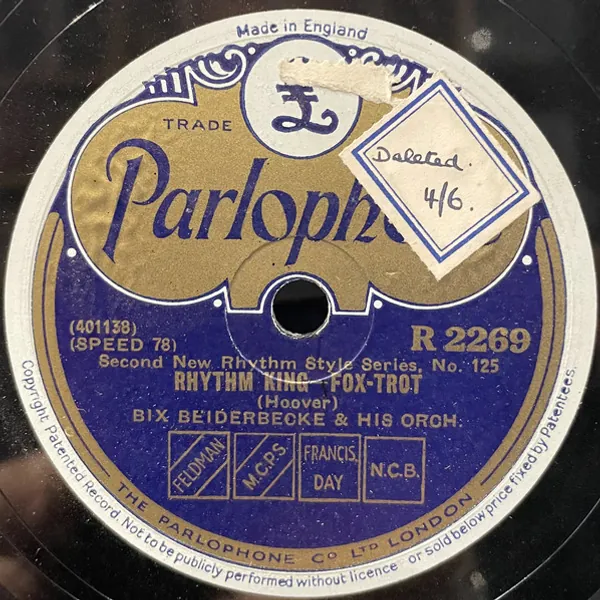 Made in England
£
TRADE
Parloph
Deleted.
4/6.
(401138)
(SPEED 78)
R 2269
Second New Rhythm Style Series, No. 125
RHYTHM KING FOX-TROT
(Hoover)
BIX BEIDERBECKE & HIS ORCH.
FELDMAN
M.C.P.S.
FRANCIS, DAY
N.C.B.
THE PARLOPHONE CO LTD LONDON
Copyright. Patented Record. Not to be publicly performed without licence or sold below price fixed by Patentees.